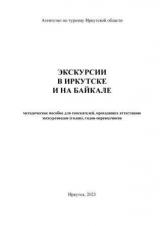 Агентство по туризму Иркутской области
ЭКСКУРСИИ
В ИРКУТСКЕ
И НА БАЙКАЛЕ
методическое пособие для соискателей, проходящих аттестацию
экскурсоводов (гидов), гидов-переводчиков
Иркутск, 2023